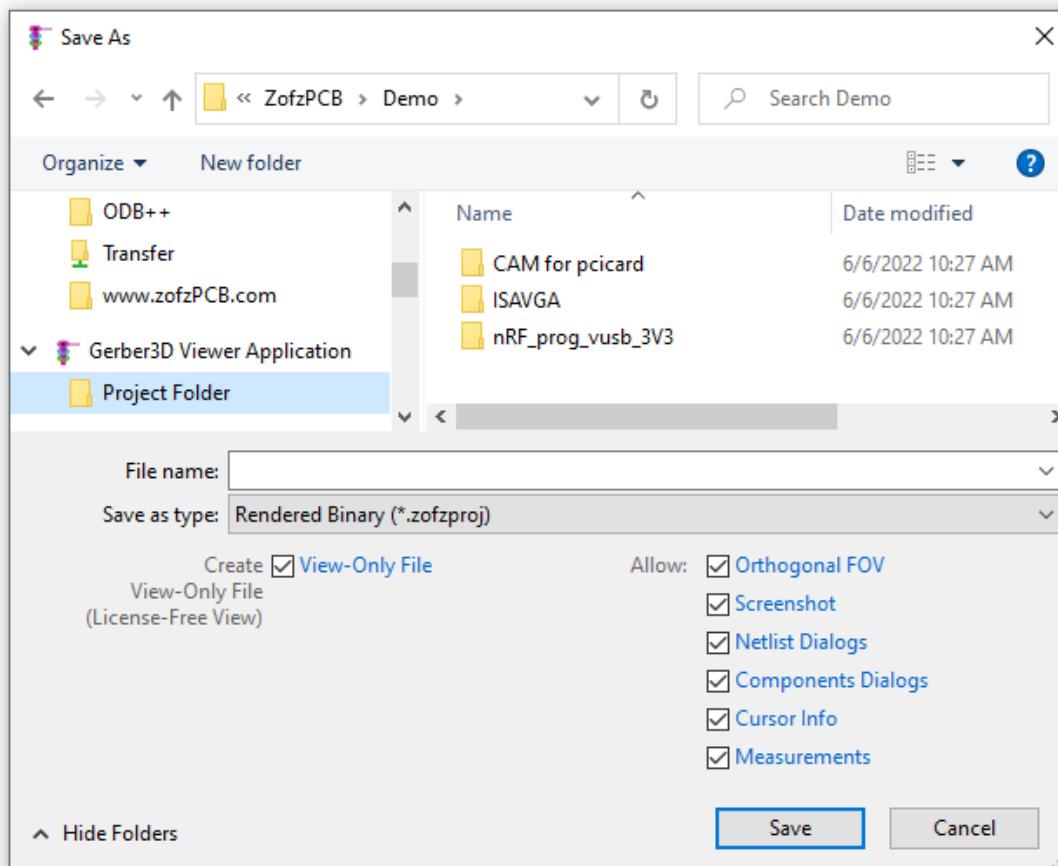 Save As
« ZofzPCB › Demo ›
Search Demo
Organize
New folder
?
ODB++
Transfer
www.zofzPCB.com
Gerber3D Viewer Application
Project Folder
Name Date modified
CAM for pcicard 6/6/2022 10:27 AM
ISAVGA 6/6/2022 10:27 AM
nRF_prog_vusb_3V3 6/6/2022 10:27 AM
File name:
Save as type: Rendered Binary (*.zofzproj)
Create View-Only File
View-Only File
(License-Free View)
Allow: Orthogonal FOV
Screenshot
Netlist Dialogs
Components Dialogs
Cursor Info
Measurements
Hide Folders
Save
Cancel